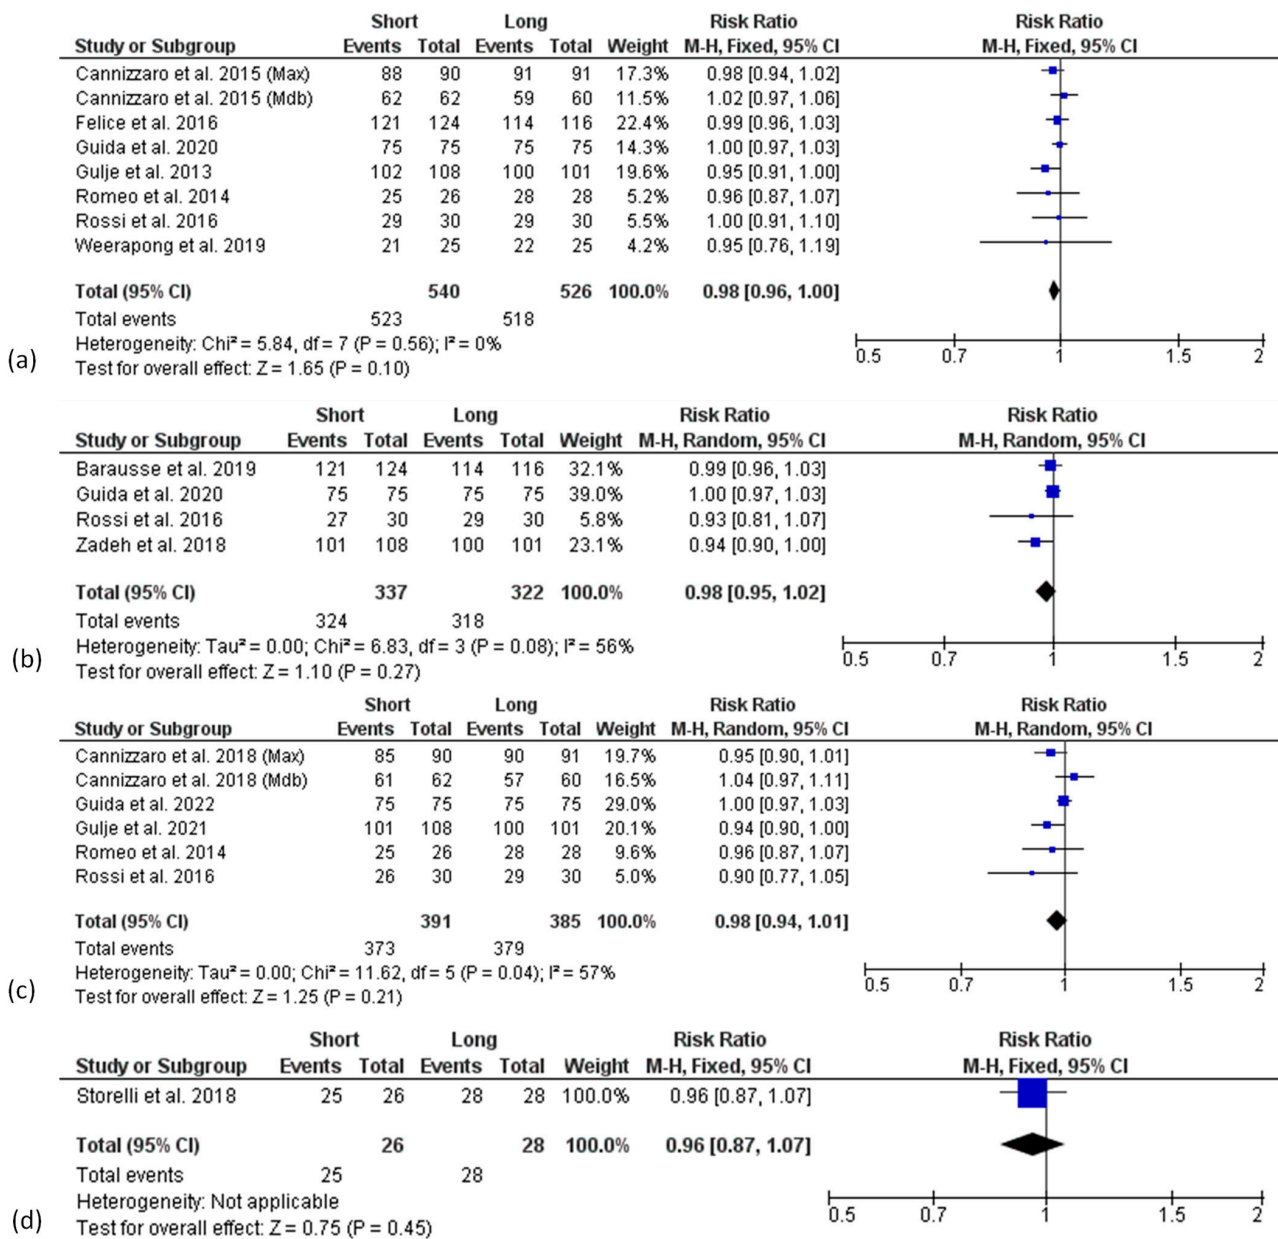 Short Long Risk Ratio Risk Ratio
Study or Subgroup Events Total Events Total Weight M-H, Fixed, 95% CI M-H, Fixed, 95% CI
Cannizzaro et al. 2015 (Max) 88 90 91 91 17.3% 0.98 [0.94, 1.02]
Cannizzaro et al. 2015 (Mdb) 62 62 59 60 11.5% 1.02 [0.97, 1.06]
Felice et al. 2016 121 124 114 116 22.4% 0.99 [0.96, 1.03]
Guida et al. 2020 75 75 75 75 14.3% 1.00 [0.97, 1.03]
Gulje et al. 2013 102 108 100 101 19.6% 0.95 [0.91, 1.00]
Romeo et al. 2014 25 26 28 28 5.2% 0.96 [0.87, 1.07]
Rossi et al. 2016 29 30 29 30 5.5% 1.00 [0.91, 1.10]
Weerapong et al. 2019 21 25 22 25 4.2% 0.95 [0.76, 1.19]
Total (95% CI) 540 526 100.0% 0.98 [0.96, 1.00]
Total events 523 518
Heterogeneity: Chi² = 5.84, df = 7 (P = 0.56); I² = 0%
Test for overall effect: Z = 1.65 (P = 0.10)
0.5 0.7 1 1.5 2
(a)
Short Long Risk Ratio Risk Ratio
Study or Subgroup Events Total Events Total Weight M-H, Random, 95% CI M-H, Random, 95% CI
Barausse et al. 2019 121 124 114 116 32.1% 0.99 [0.96, 1.03]
Guida et al. 2020 75 75 75 75 39.0% 1.00 [0.97, 1.03]
Rossi et al. 2016 27 30 29 30 5.8% 0.93 [0.81, 1.07]
Zadeh et al. 2018 101 108 100 101 23.1% 0.94 [0.90, 1.00]
Total (95% CI) 337 322 100.0% 0.98 [0.95, 1.02]
Total events 324 318
Heterogeneity: Tau² = 0.00; Chi² = 6.83, df = 3 (P = 0.08); I² = 56%
Test for overall effect: Z = 1.10 (P = 0.27)
0.5 0.7 1 1.5 2
(b)
Short Long Risk Ratio Risk Ratio
Study or Subgroup Events Total Events Total Weight M-H, Random, 95% CI M-H, Random, 95% CI
Cannizzaro et al. 2018 (Max) 85 90 90 91 19.7% 0.95 [0.90, 1.01]
Cannizzaro et al. 2018 (Mdb) 61 62 57 60 16.5% 1.04 [0.97, 1.11]
Guida et al. 2022 75 75 75 75 29.0% 1.00 [0.97, 1.03]
Gulje et al. 2021 101 108 100 101 20.1% 0.94 [0.90, 1.00]
Romeo et al. 2014 25 26 28 28 9.6% 0.96 [0.87, 1.07]
Rossi et al. 2016 26 30 29 30 5.0% 0.90 [0.77, 1.05]
Total (95% CI) 391 385 100.0% 0.98 [0.94, 1.01]
Total events 373 379
Heterogeneity: Tau² = 0.00; Chi² = 11.62, df = 5 (P = 0.04); I² = 57%
Test for overall effect: Z = 1.25 (P = 0.21)
0.5 0.7 1 1.5 2
(c)
Short Long Risk Ratio Risk Ratio
Study or Subgroup Events Total Events Total Weight M-H, Fixed, 95% CI M-H, Fixed, 95% CI
Storelli et al. 2018 25 26 28 28 100.0% 0.96 [0.87, 1.07]
Total (95% CI) 26 28 100.0% 0.96 [0.87, 1.07]
Total events 25 28
Heterogeneity: Not applicable
Test for overall effect: Z = 0.75 (P = 0.45)
0.5 0.7 1 1.5 2
(d)